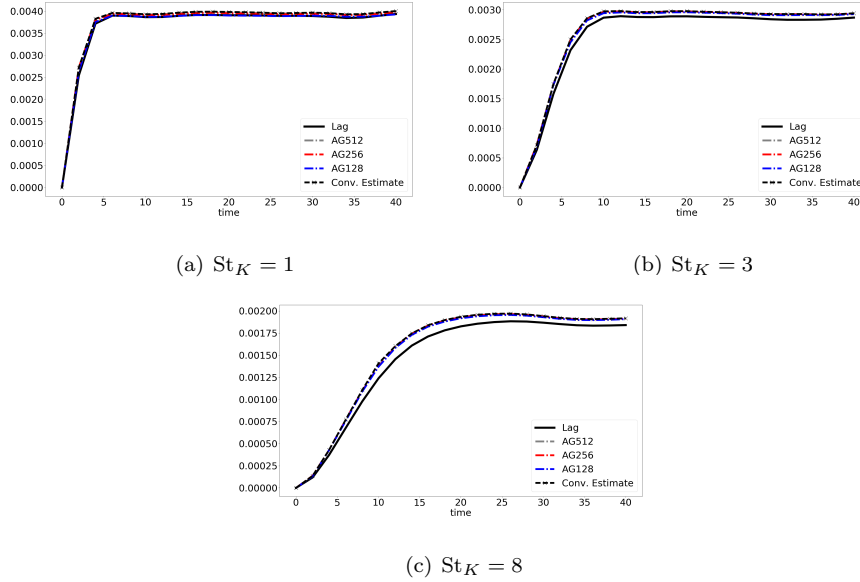 0.0040
0.0035
0.0030
0.0025
0.0020
0.0015
0.0010
0.0005
0.0000
Lag
AG512
AG256
AG128
Conv. Estimate
0 5 10 15 20 25 30 35 40
time
(a) St_K = 1
0.0030
0.0025
0.0020
0.0015
0.0010
0.0005
0.0000
Lag
AG512
AG256
AG128
Conv. Estimate
0 5 10 15 20 25 30 35 40
time
(b) St_K = 3
0.00200
0.00175
0.00150
0.00125
0.00100
0.00075
0.00050
0.00025
0.00000
Lag
AG512
AG256
AG128
Conv. Estimate
0 5 10 15 20 25 30 35 40
time
(c) St_K = 8